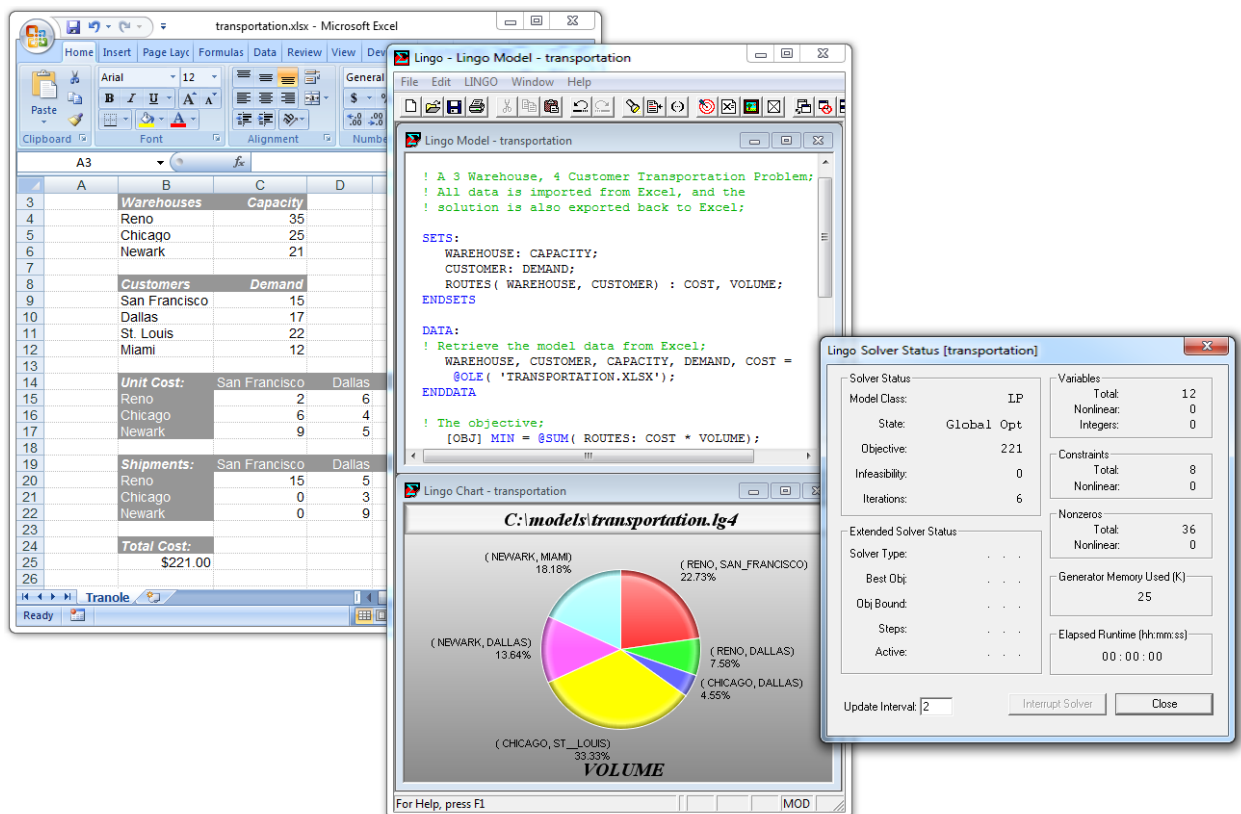 transportation.xlsx - Microsoft Excel
Home Insert Page Layc Formulas Data Review View Dev
Paste
Arial 12
General
B I U A A
$ %
.00
Clipboard Font Alignment Numbe
A3 fx
A B C D
3 Warehouses Capacity
4 Reno 35
5 Chicago 25
6 Newark 21
7
8 Customers Demand
9 San Francisco 15
10 Dallas 17
11 St. Louis 22
12 Miami 12
13
14 Unit Cost: San Francisco Dallas
15 Reno 2 6
16 Chicago 6 4
17 Newark 9 5
18
19 Shipments: San Francisco Dallas
20 Reno 15 5
21 Chicago 0 3
22 Newark 0 9
23
24 Total Cost:
25 $221.00
26
Tranole
Ready
Lingo - Lingo Model - transportation
File Edit LINGO Window Help
Lingo Model - transportation
! A 3 Warehouse, 4 Customer Transportation Problem;
! All data is imported from Excel, and the
! solution is also exported back to Excel;
SETS:
WAREHOUSE: CAPACITY;
CUSTOMER: DEMAND;
ROUTES( WAREHOUSE, CUSTOMER) : COST, VOLUME;
ENDSETS
DATA:
! Retrieve the model data from Excel;
WAREHOUSE, CUSTOMER, CAPACITY, DEMAND, COST =
@OLE( 'TRANSPORTATION.XLSX');
ENDDATA
! The objective;
[OBJ] MIN = @SUM( ROUTES: COST * VOLUME);
Lingo Chart - transportation
C:\models\transportation.lg4
( NEWARK, MIAMI)
18.18%
( RENO, SAN_FRANCISCO)
22.73%
( NEWARK, DALLAS)
13.64%
( RENO, DALLAS)
7.58%
( CHICAGO, DALLAS)
4.55%
( CHICAGO, ST__LOUIS)
33.33%
VOLUME
For Help, press F1
MOD
Lingo Solver Status [transportation]
Solver Status
Model Class: LP
State: Global Opt
Objective: 221
Infeasibility: 0
Iterations: 6
Extended Solver Status
Solver Type: . . .
Best Obj: . . .
Obj Bound: . . .
Steps: . . .
Active: . . .
Variables
Total: 12
Nonlinear: 0
Integers: 0
Constraints
Total: 8
Nonlinear: 0
Nonzeros
Total: 36
Nonlinear: 0
Generator Memory Used (K)
25
Elapsed Runtime (hh:mm:ss)
00:00:00
Update Interval: 2
Interrupt Solver
Close